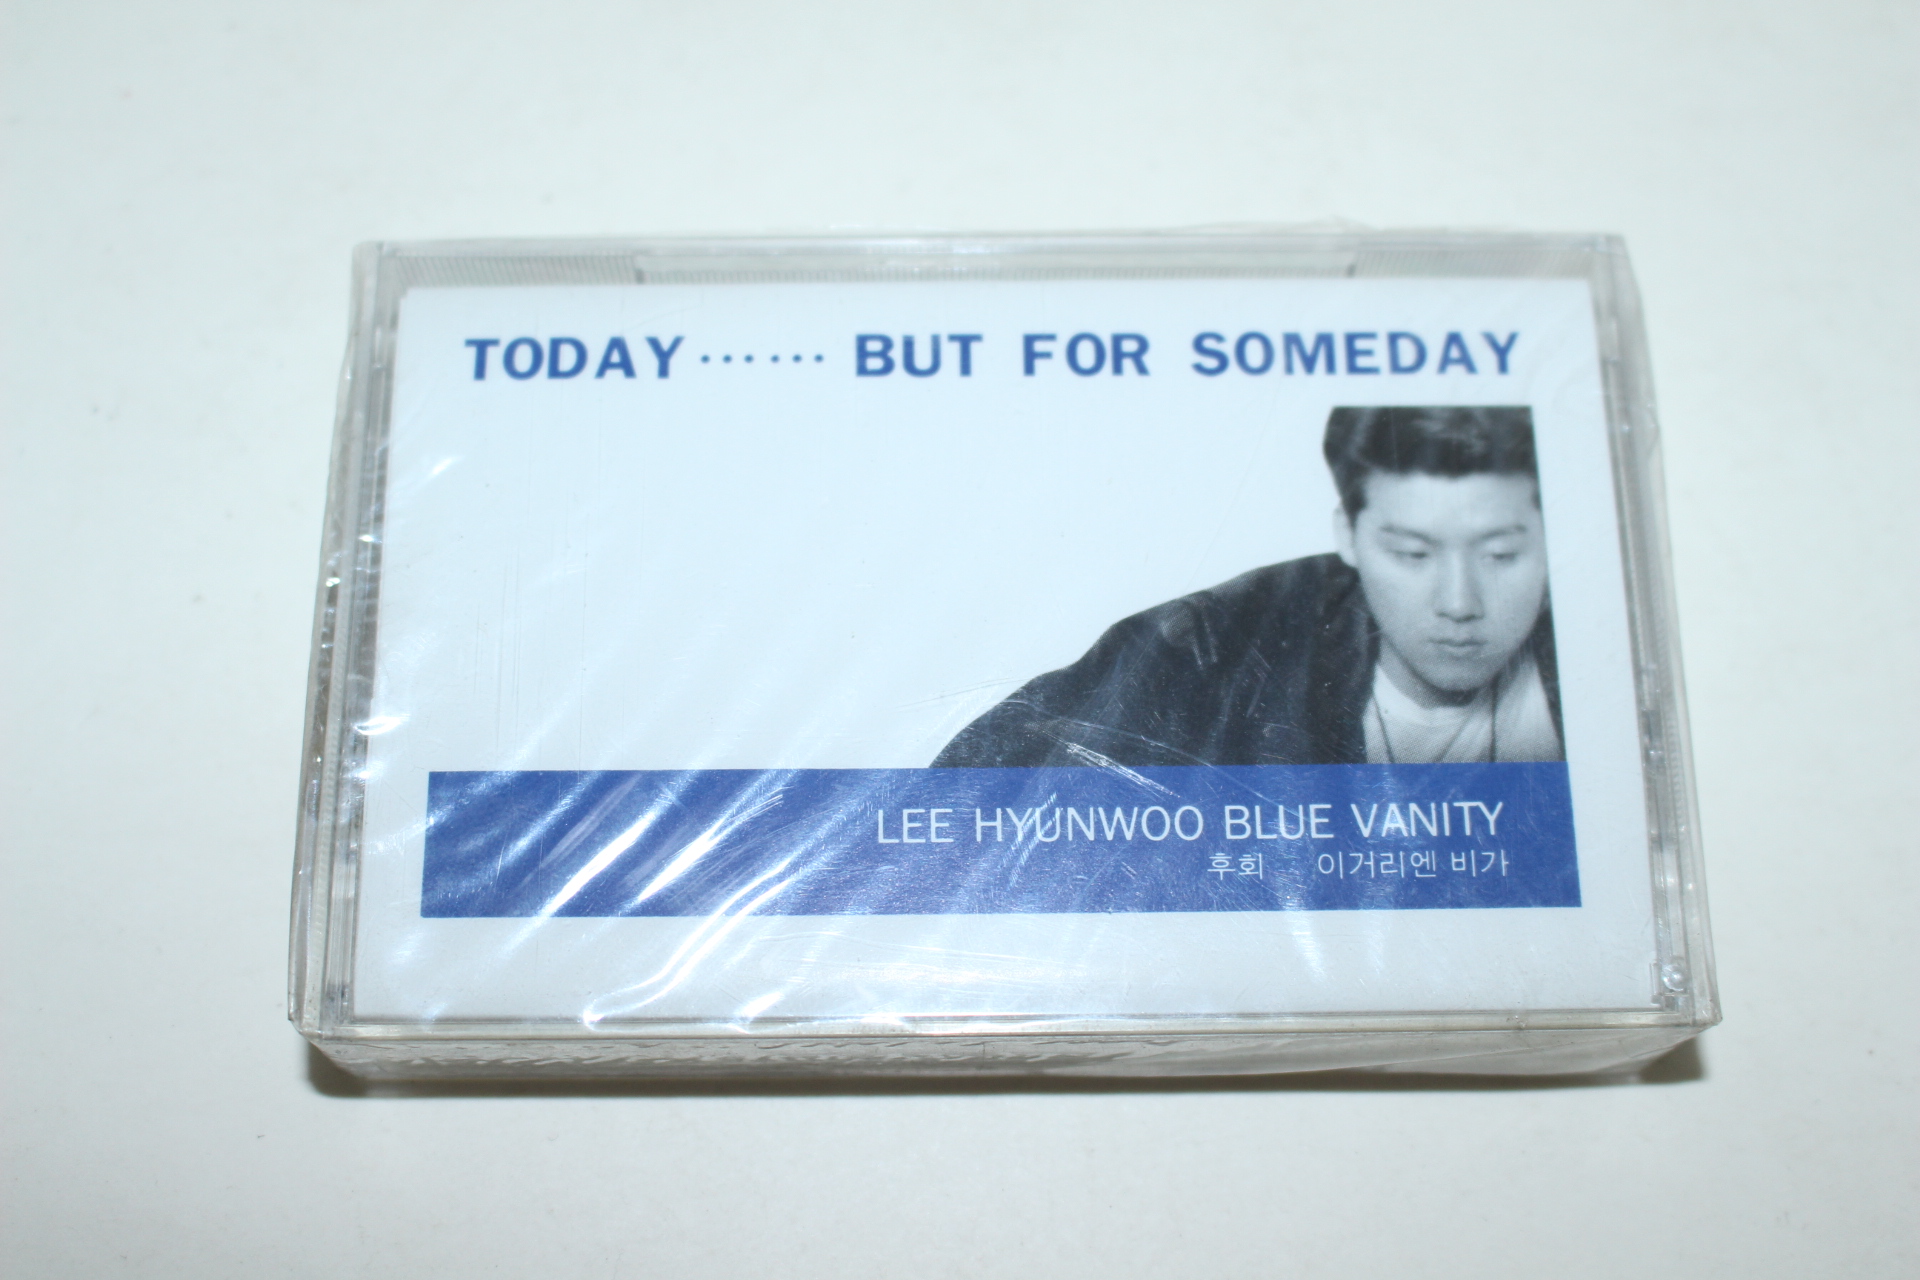 TODAY······BUT FOR SOMEDAY
LEE HYUNWOO BLUE VANITY
후회 이거리엔 비가